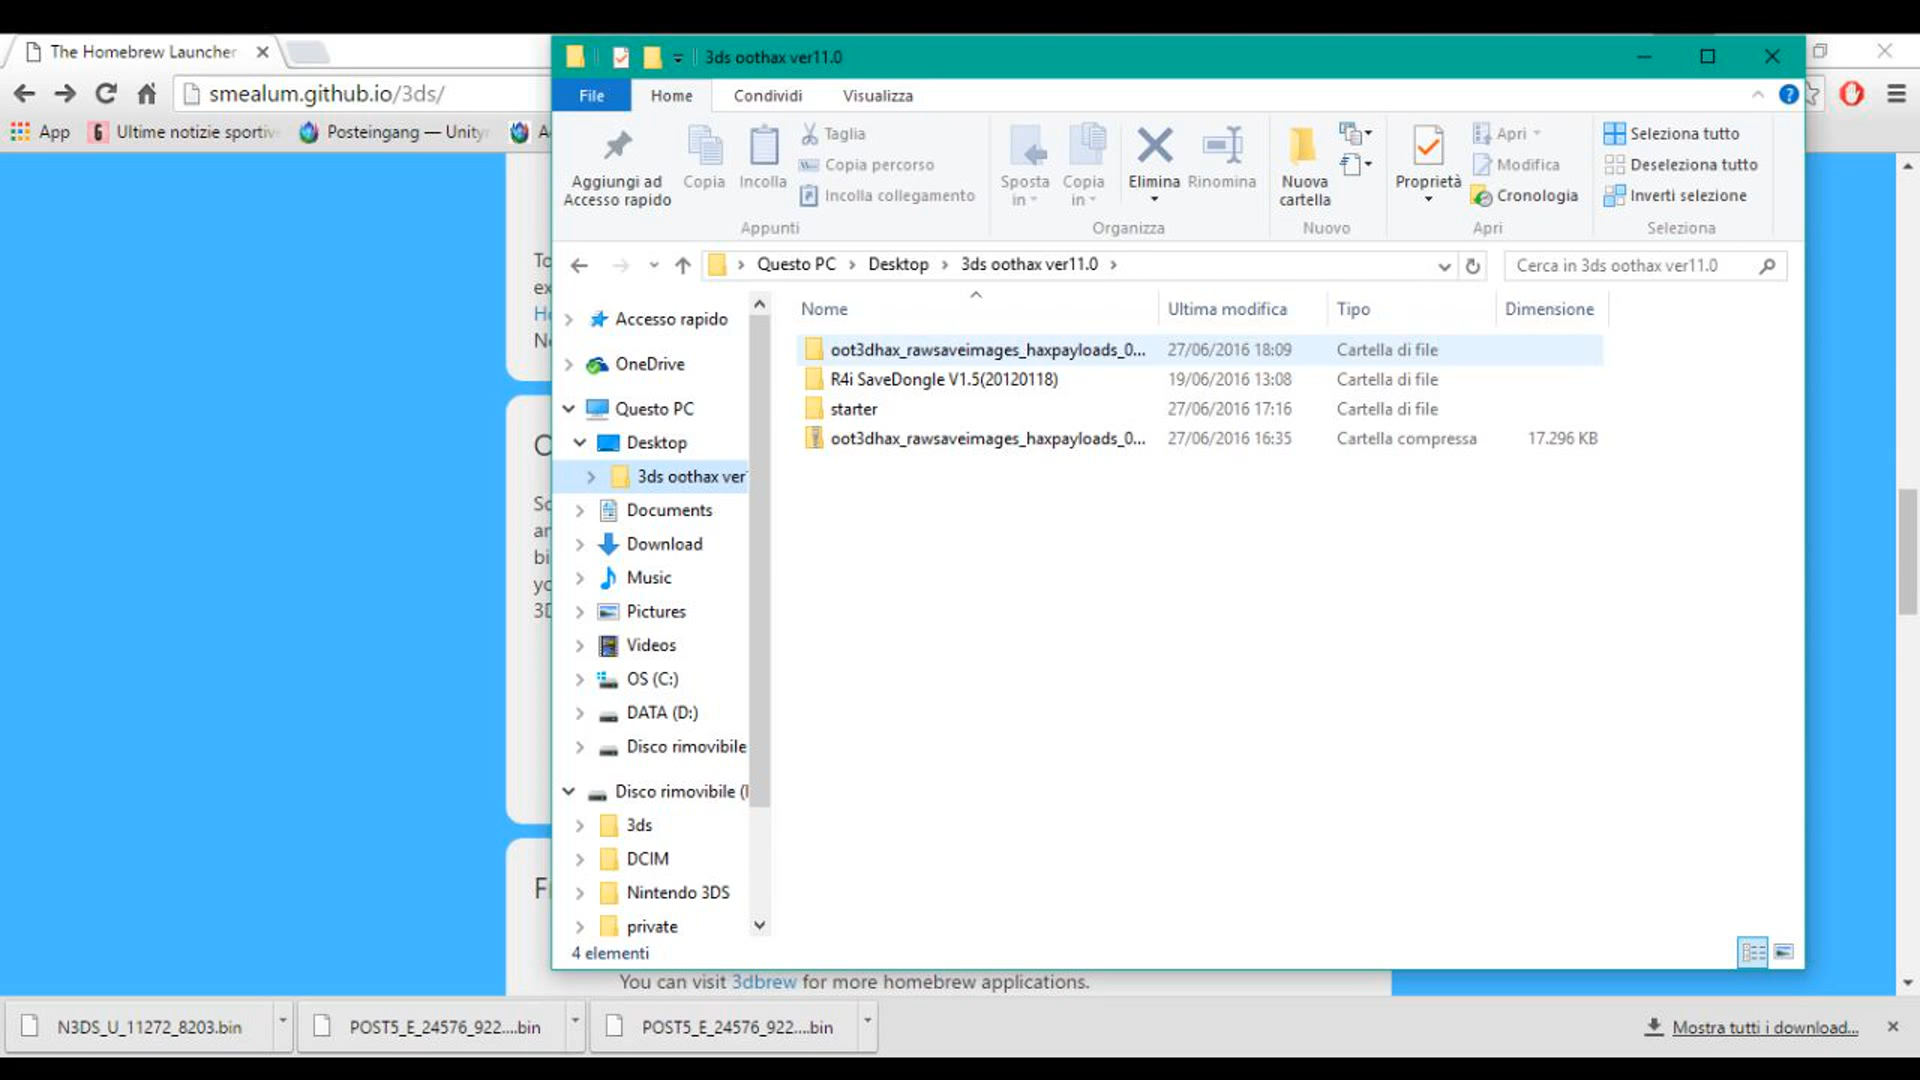 The Homebrew Launcher
smealum.github.io/3ds/
App
Ultime notizie sportiv
Posteingang — Unity
3ds oothax ver11.0
File
Home
Condividi
Visualizza
Aggiungi ad
Accesso rapido
Copia
Incolla
Taglia
Copia percorso
Incolla collegamento
Appunti
Sposta
in
Copia
in
Elimina
Rinomina
Organizza
Nuova
cartella
Nuovo
Proprietà
Apri
Modifica
Cronologia
Apri
Seleziona tutto
Deseleziona tutto
Inverti selezione
Seleziona
Questo PC > Desktop > 3ds oothax ver11.0 >
Cerca in 3ds oothax ver11.0
Nome Ultima modifica Tipo Dimensione
oot3dhax_rawsaveimages_haxpayloads_0... 27/06/2016 18:09 Cartella di file
R4i SaveDongle V1.5(20120118) 19/06/2016 13:08 Cartella di file
starter 27/06/2016 17:16 Cartella di file
oot3dhax_rawsaveimages_haxpayloads_0... 27/06/2016 16:35 Cartella compressa 17.296 KB
Accesso rapido
OneDrive
Questo PC
Desktop
3ds oothax ver
Documents
Download
Music
Pictures
Videos
OS (C:)
DATA (D:)
Disco rimovibile
Disco rimovibile (
3ds
DCIM
Nintendo 3DS
private
4 elementi
You can visit 3dbrew for more homebrew applications.
N3DS_U_11272_8203.bin
POST5_E_24576_922....bin
POST5_E_24576_922....bin
Mostra tutti i download...